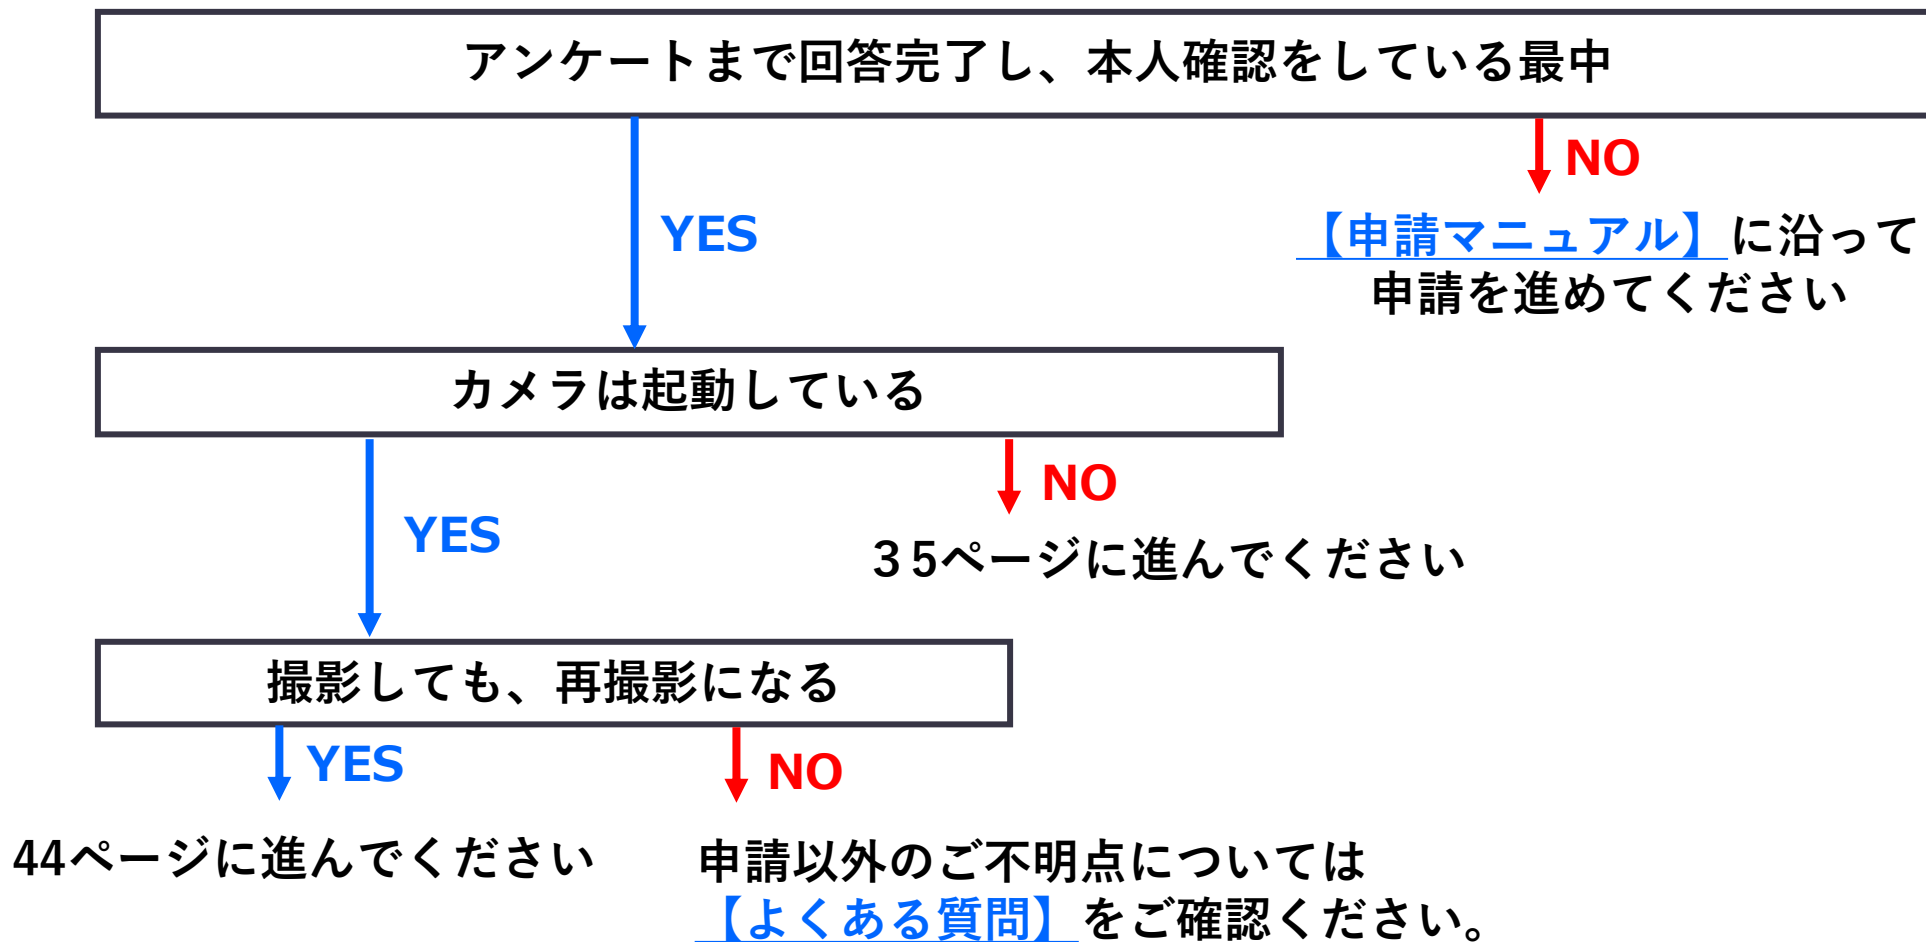 アンケートまで回答完了し、本人確認をしている最中
NO
YES
【申請マニュアル】に沿って
申請を進めてください
カメラは起動している
NO
YES
３5ページに進んでください
撮影しても、再撮影になる
YES
NO
44ページに進んでください
申請以外のご不明点については
【よくある質問】をご確認ください。